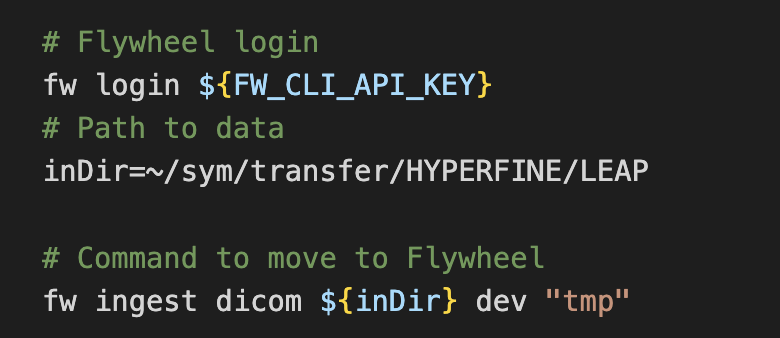 # Flywheel login
fw login ${FW_CLI_API_KEY}
# Path to data
inDir=~/sym/transfer/HYPERFINE/LEAP
# Command to move to Flywheel
fw ingest dicom ${inDir} dev "tmp"